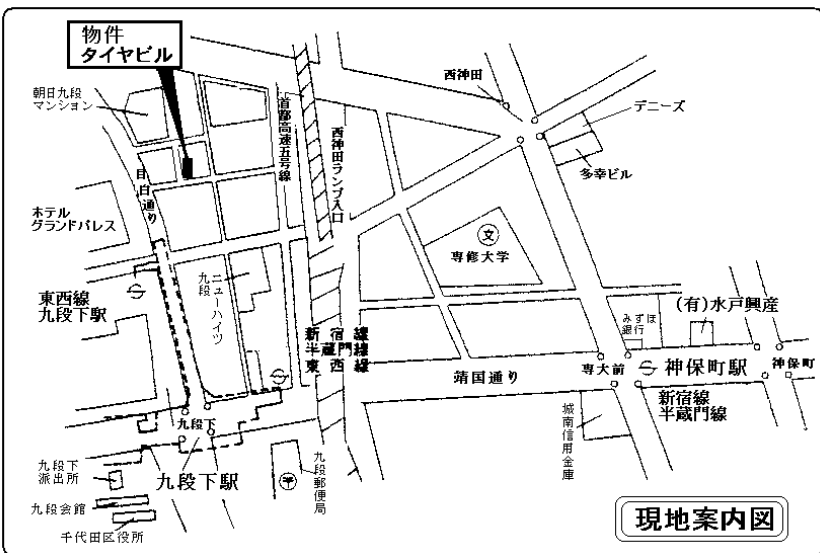 物件
タイヤビル
朝日九段
マンション
首都高速五号線
西神田ランプ入口
西神田
デニーズ
多幸ビル
目白通り
ホテル
グランドパレス
文
専修大学
東西線
九段下駅
九段
ニューハイツ
新宿線
半蔵門線
東西線
みずほ
銀行
(有)水戸興産
靖国通り
専大前
神保町駅
神保町
新宿線
半蔵門線
城南信用金庫
九段下
九段下
派出所
九段下駅
〒
九段郵便局
九段会館
千代田区役所
現地案内図